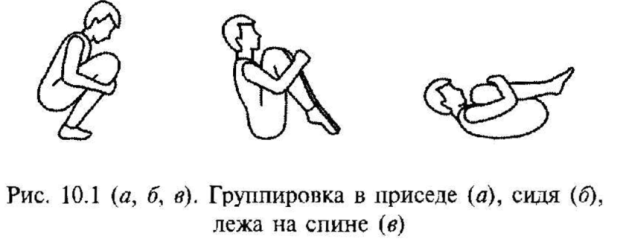 Рис. 10.1 (а, б, в). Группировка в приседе (а), сидя (б),
лежа на спине (в)